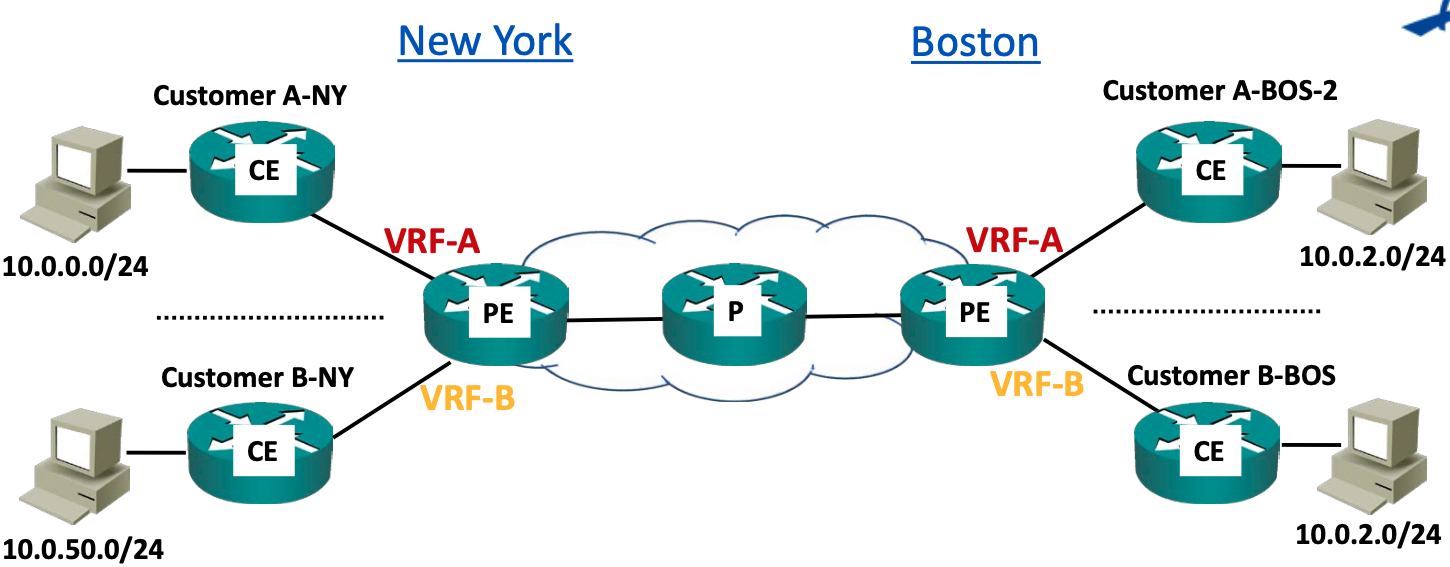 New York
Boston
Customer A-NY
Customer A-BOS-2
CE
CE
VRF-A
VRF-A
10.0.0.0/24
10.0.2.0/24
PE
P
PE
Customer B-NY
Customer B-BOS
VRF-B
VRF-B
CE
CE
10.0.50.0/24
10.0.2.0/24